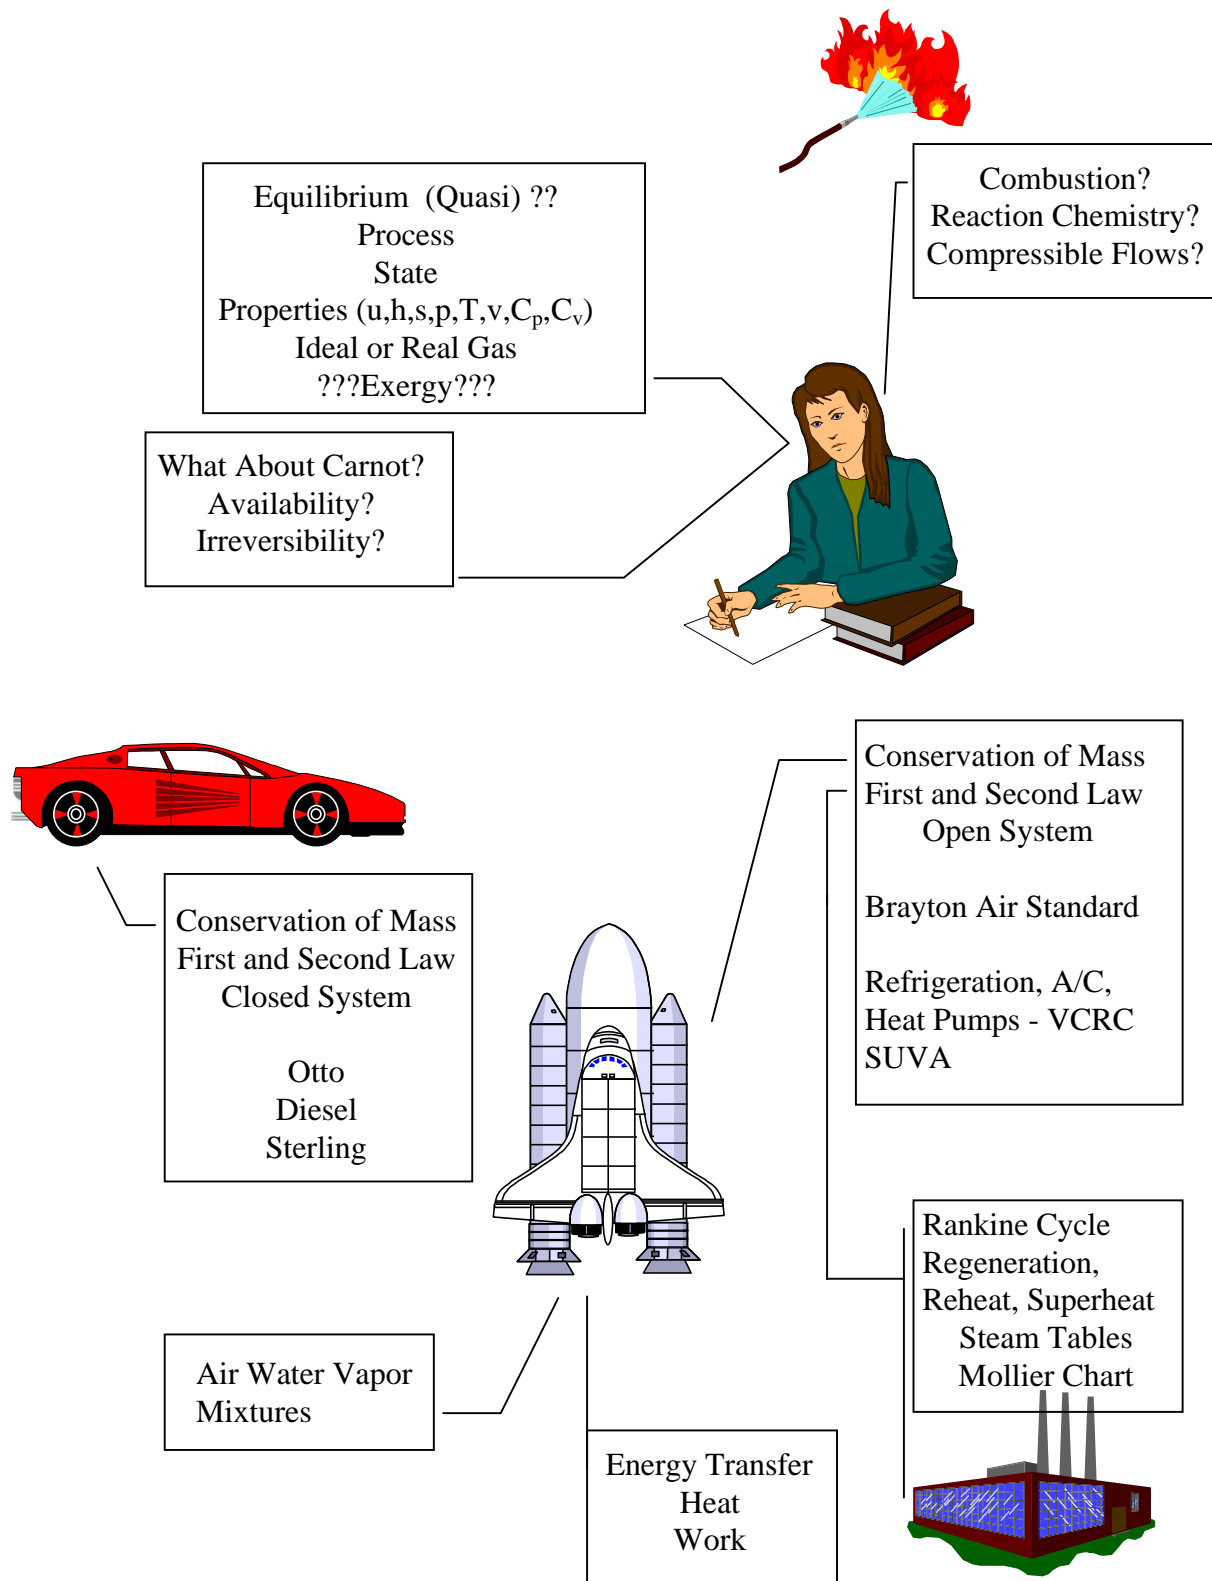 Combustion?
Reaction Chemistry?
Compressible Flows?
Equilibrium (Quasi) ??
Process
State
Properties (u,h,s,p,T,v,Cp,Cv)
Ideal or Real Gas
???Exergy???
What About Carnot?
Availability?
Irreversibility?
Conservation of Mass
First and Second Law
Open System
Brayton Air Standard
Refrigeration, A/C,
Heat Pumps - VCRC
SUVA
Conservation of Mass
First and Second Law
Closed System
Otto
Diesel
Sterling
Rankine Cycle
Regeneration,
Reheat, Superheat
Steam Tables
Mollier Chart
Air Water Vapor
Mixtures
Energy Transfer
Heat
Work